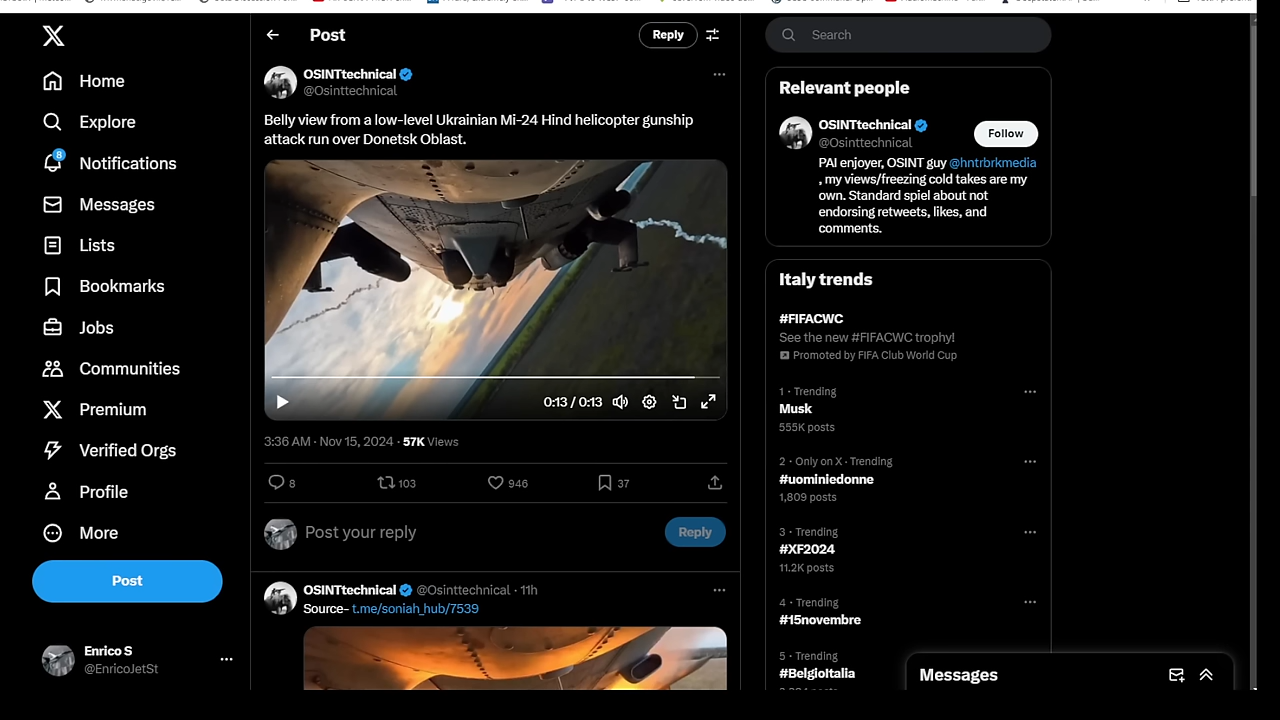 Home
Explore
8
Notifications
Messages
Lists
Bookmarks
Jobs
Communities
Premium
Verified Orgs
Profile
More
Post
Enrico S
@EnricoJetSt
Post
Reply
OSINTtechnical
@Osinttechnical
Belly view from a low-level Ukrainian Mi-24 Hind helicopter gunship
attack run over Donetsk Oblast.
0:13 / 0:13
3:36 AM · Nov 15, 2024 · 57K Views
8 103 946 37
Post your reply
Reply
OSINTtechnical @Osinttechnical · 11h
Source- t.me/soniah_hub/7539
Search
Relevant people
OSINTtechnical
@Osinttechnical
Follow
PAI enjoyer, OSINT guy @hntrbrkmedia
, my views/freezing cold takes are my
own. Standard spiel about not
endorsing retweets, likes, and
comments.
Italy trends
#FIFACWC
See the new #FIFACWC trophy!
Promoted by FIFA Club World Cup
1 · Trending
Musk
555K posts
2 · Only on X · Trending
#uominiedonne
1,809 posts
3 · Trending
#XF2024
11.2K posts
4 · Trending
#15novembre
5 · Trending
#BelgioItalia
Messages